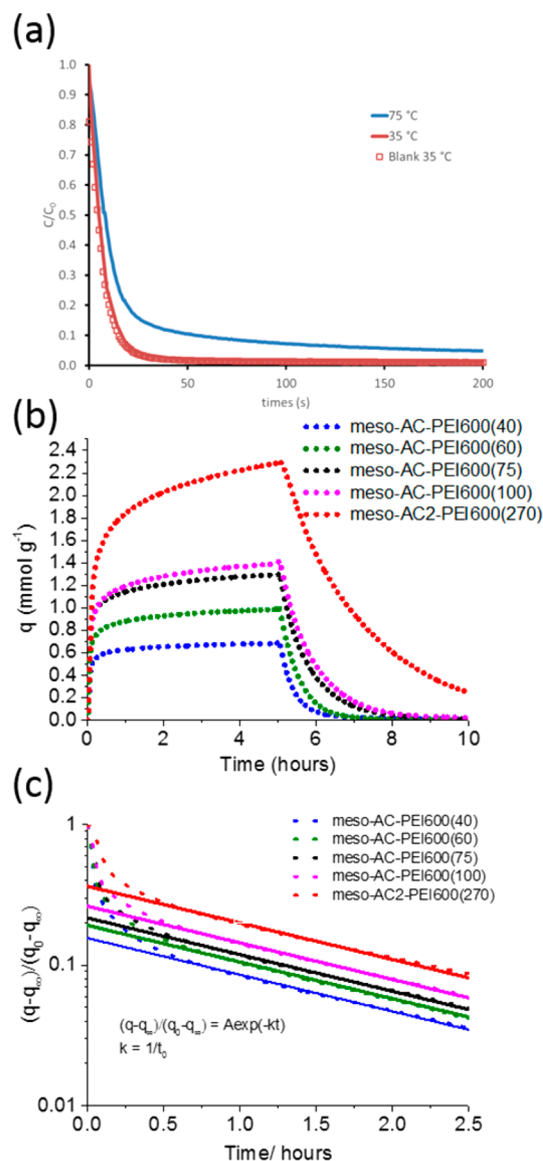 (a)
1.0
0.9
0.8
0.7
0.6
0.5
0.4
0.3
0.2
0.1
0.0
C/C0
75 °C
35 °C
Blank 35 °C
0 50 100 150 200
times (s)
(b)
meso-AC-PEI600(40)
meso-AC-PEI600(60)
meso-AC-PEI600(75)
meso-AC-PEI600(100)
meso-AC2-PEI600(270)
2.4
2.2
2.0
1.8
1.6
1.4
1.2
1.0
0.8
0.6
0.4
0.2
0.0
q (mmol g⁻¹)
0 2 4 6 8 10
Time (hours)
(c)
meso-AC-PEI600(40)
meso-AC-PEI600(60)
meso-AC-PEI600(75)
meso-AC-PEI600(100)
meso-AC2-PEI600(270)
1
0.1
0.01
(q-q∞)/(q0-q∞)
(q-q∞)/(q0-q∞) = Aexp(-kt)
k = 1/t0
0.0 0.5 1.0 1.5 2.0 2.5
Time/ hours